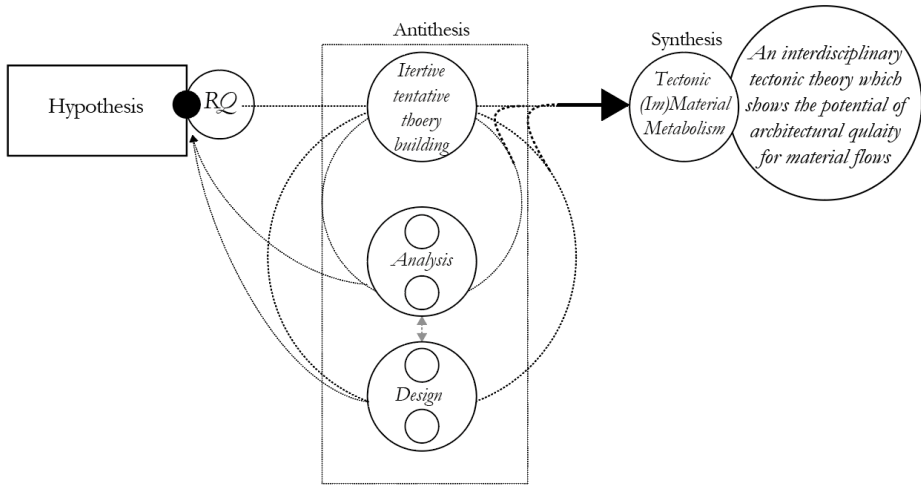 Hypothesis
RQ
Antithesis
Itertive
tentative
thoery
building
Analysis
Design
Synthesis
Tectonic
(Im)Material
Metabolism
An interdisciplinary
tectonic theory which
shows the potential of
architectural qulaity
for material flows